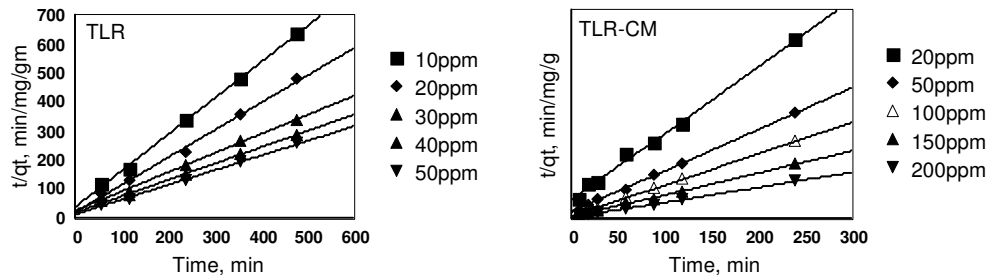 TLR
t/qt, min/mg/gm
700
600
500
400
300
200
100
0
0 100 200 300 400 500 600
Time, min
10ppm
20ppm
30ppm
40ppm
50ppm
TLR-CM
t/qt, min/mg/g
0 50 100 150 200 250 300
Time, min
20ppm
50ppm
100ppm
150ppm
200ppm